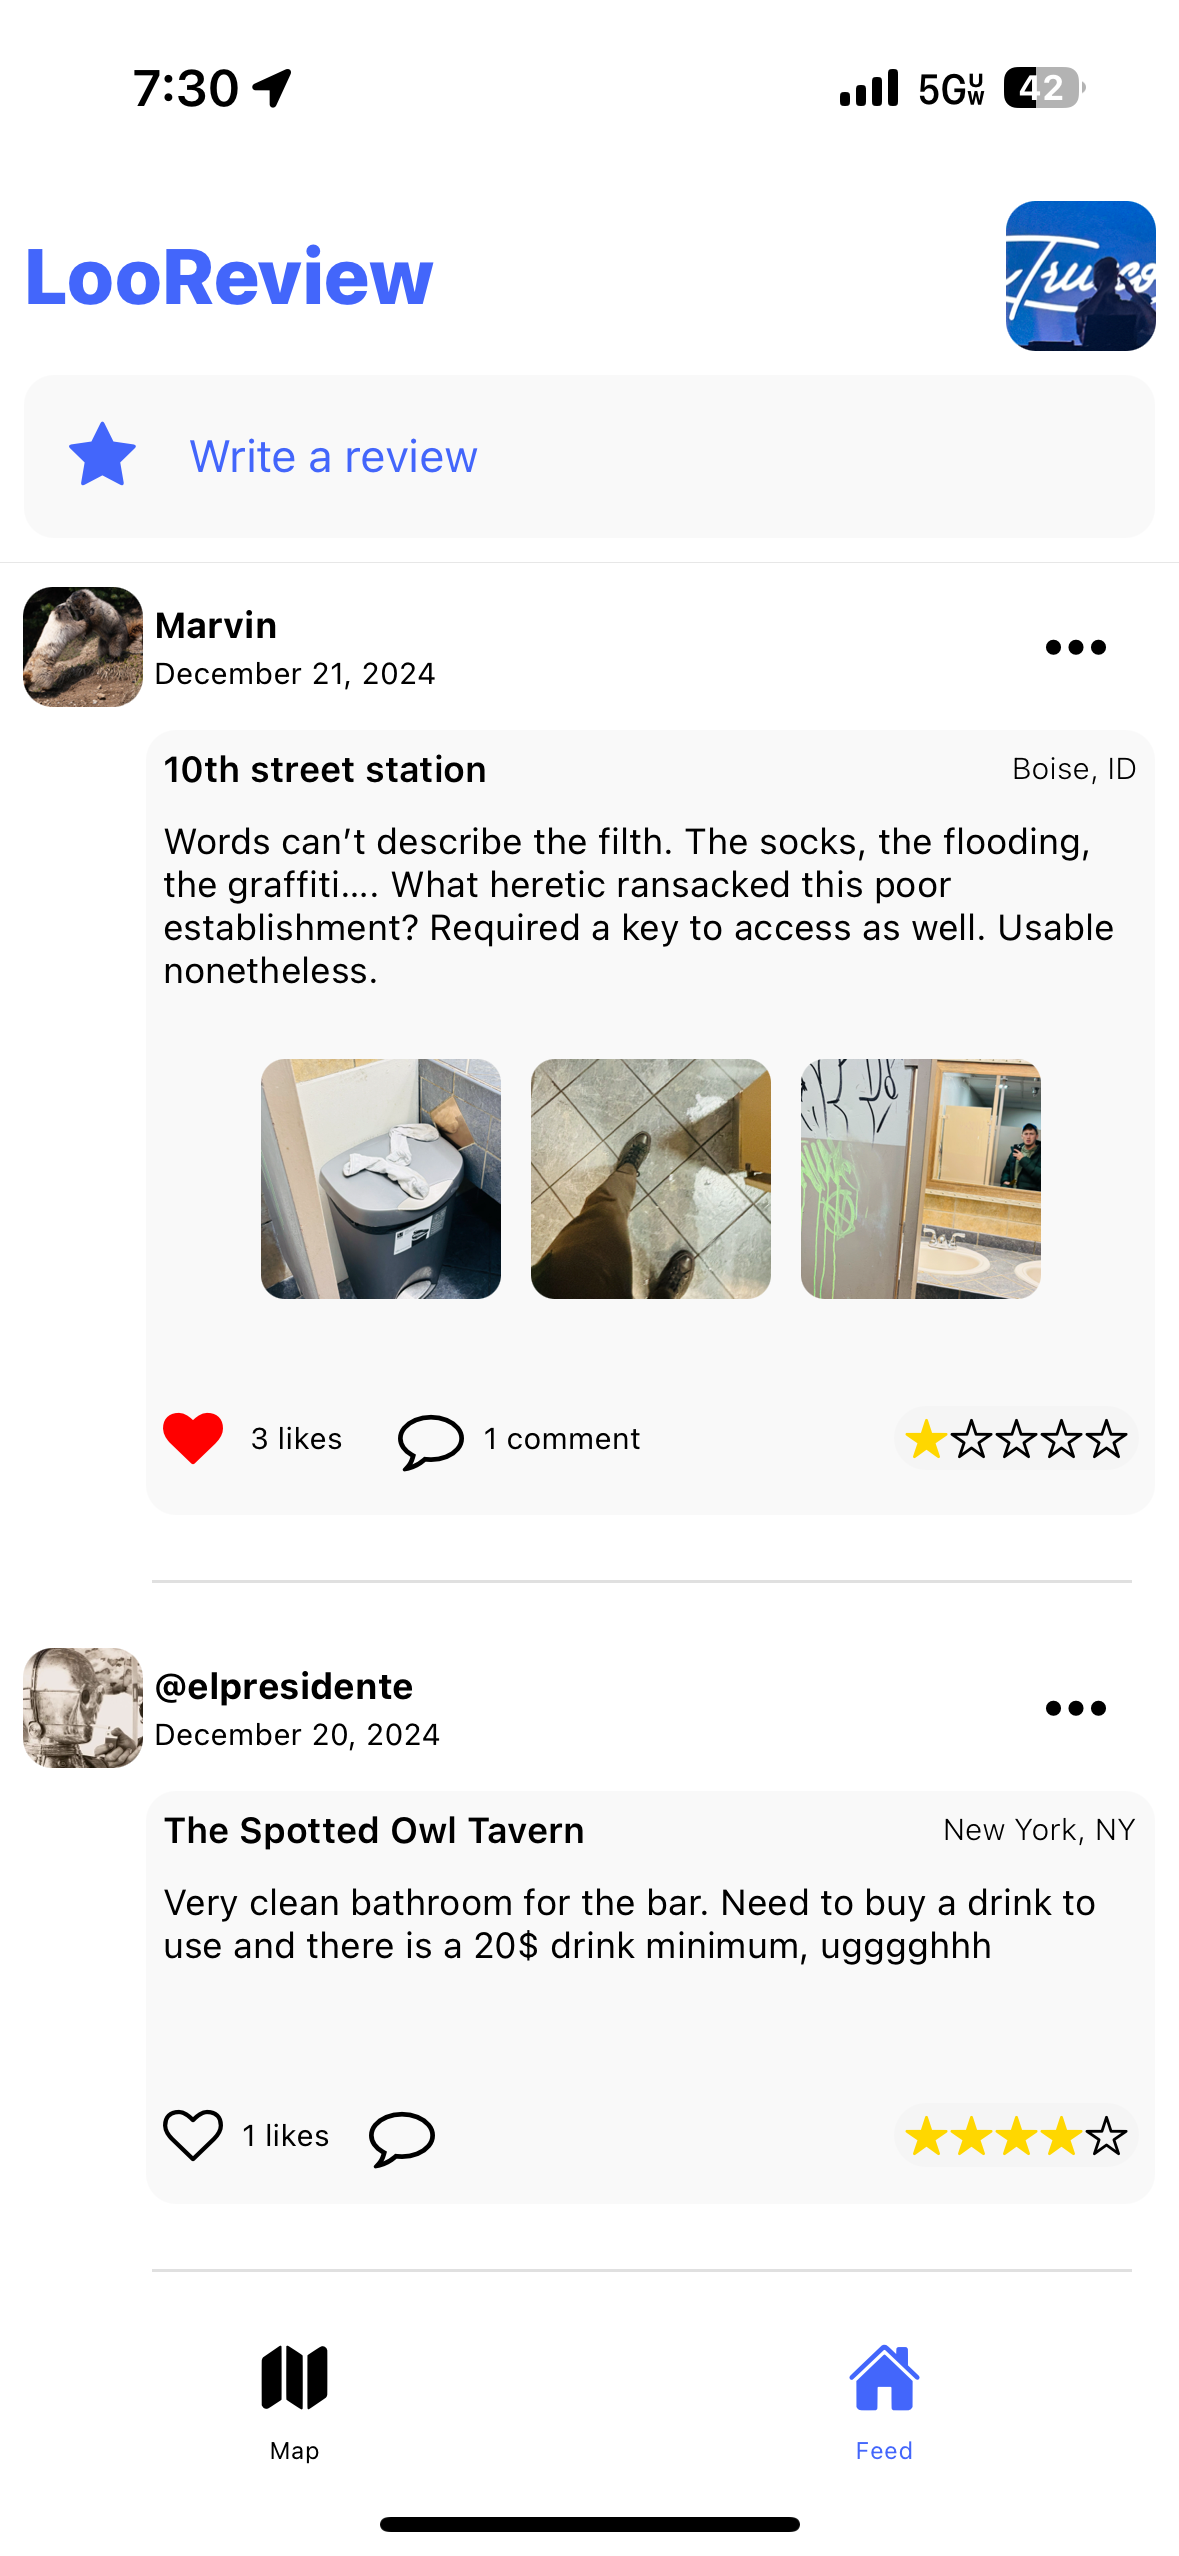 7:30
5G UW
42
LooReview
Write a review
Marvin
December 21, 2024
10th street station
Boise, ID
Words can’t describe the filth. The socks, the flooding,
the graffiti.... What heretic ransacked this poor
establishment? Required a key to access as well. Usable
nonetheless.
3 likes
1 comment
@elpresidente
December 20, 2024
The Spotted Owl Tavern
New York, NY
Very clean bathroom for the bar. Need to buy a drink to
use and there is a 20$ drink minimum, ugggghhh
1 likes
Map
Feed